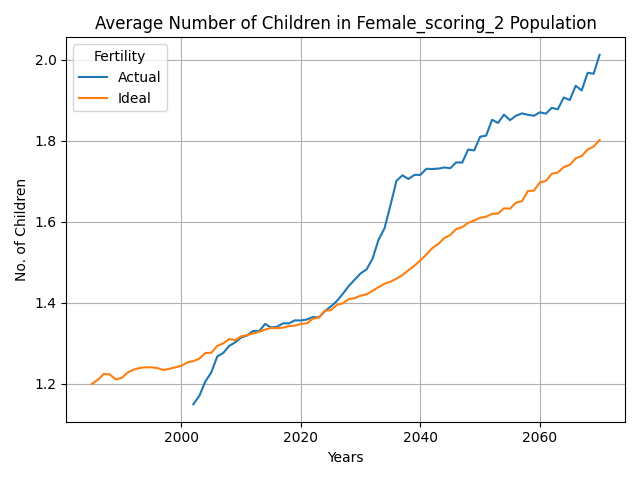 Average Number of Children in Female_scoring_2 Population
Fertility
Actual
Ideal
No. of Children
2.0
1.8
1.6
1.4
1.2
2000 2020 2040 2060
Years